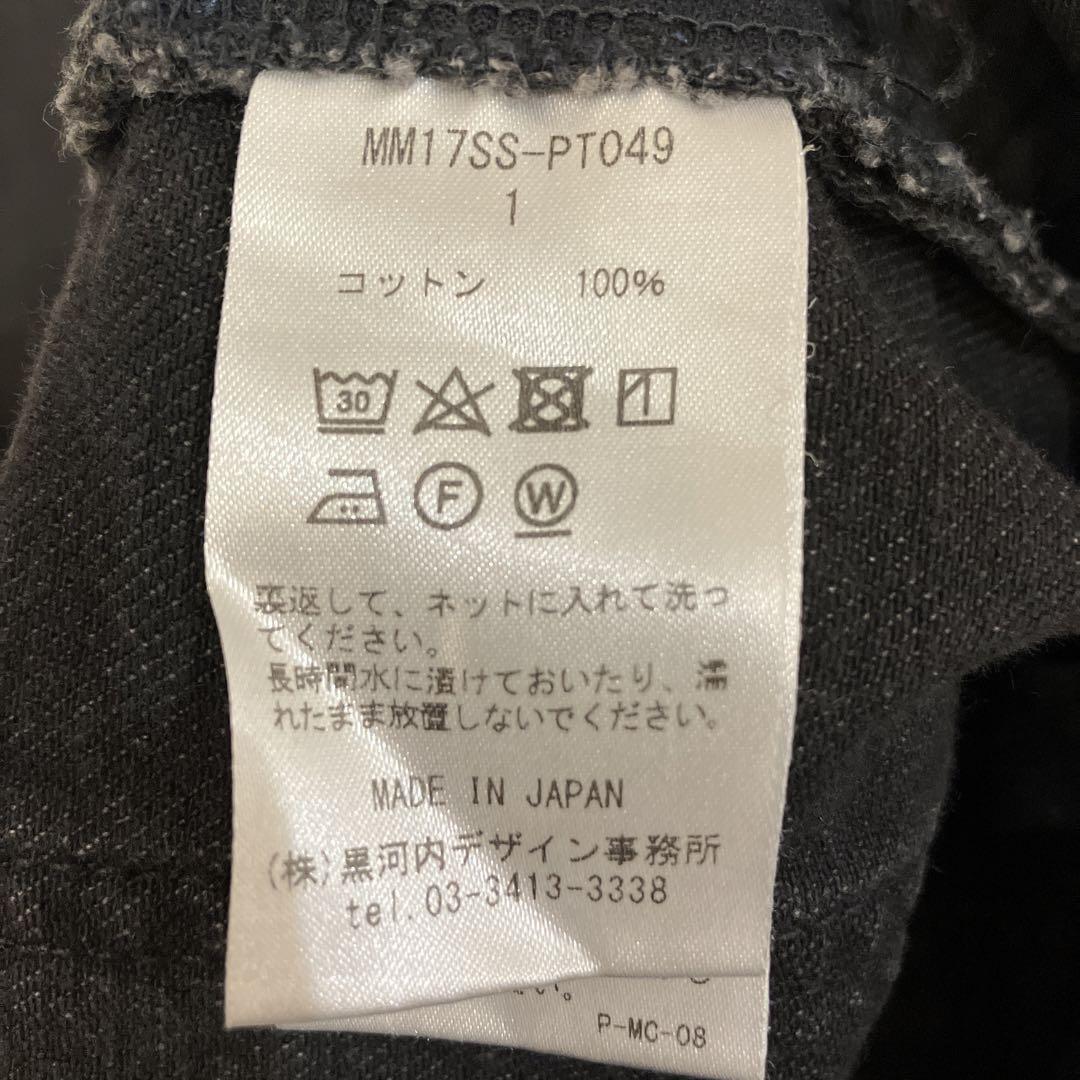 MM17SS-PT049
1
コットン 100%
30
F W
裏返して、ネットに入れて洗っ
てください。
長時間水に漬けておいたり、濡
れたまま放置しないでください。
MADE IN JAPAN
(株)黒河内デザイン事務所
tel.03-3413-3338
い。
P-MC-08